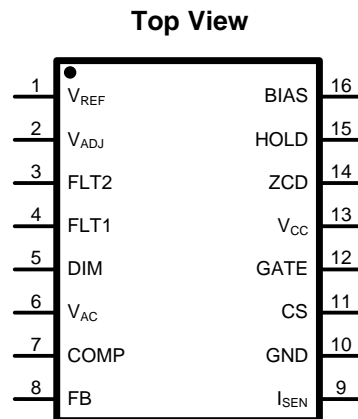 Top View
1 VREF BIAS 16
2 VADJ HOLD 15
3 FLT2 ZCD 14
4 FLT1 VCC 13
5 DIM GATE 12
6 VAC CS 11
7 COMP GND 10
8 FB ISEN 9